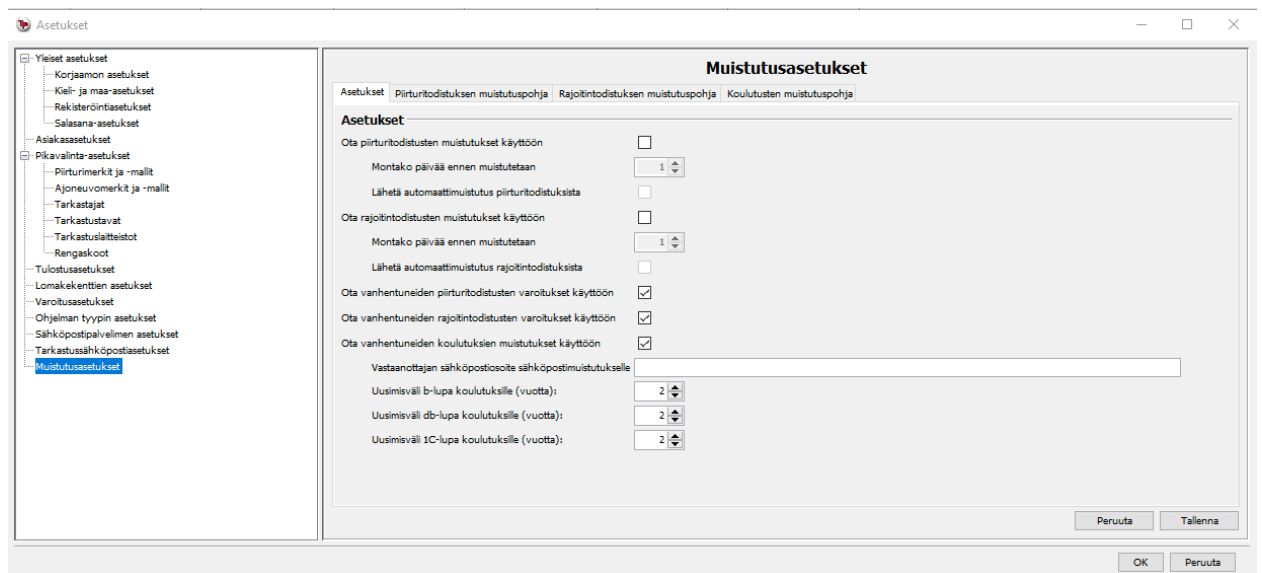 Asetukset
Yleiset asetukset
Korjaamon asetukset
Kieli- ja maa-asetukset
Rekisteröintiasetukset
Salasana-asetukset
Asiakasasetukset
Pikavalinta-asetukset
Piirturimerkit ja -mallit
Ajoneuvomerkit ja -mallit
Tarkastajat
Tarkastustavat
Tarkastuslaitteistot
Rengaskoot
Tulostusasetukset
Lomakekenttien asetukset
Varoitusasetukset
Ohjelman tyypin asetukset
Sähköpostipalvelimen asetukset
Tarkastussähköpostiasetukset
Muistutusasetukset
Muistutusasetukset
Asetukset Piirturitodistuksen muistutuspohja Rajoitintodistuksen muistutuspohja Koulutusten muistutuspohja
Asetukset
Ota piirturitodistusten muistutukset käyttöön
Montako päivää ennen muistutetaan 1
Lähetä automaattimuistutus piirturitodistuksista
Ota rajoitintodistusten muistutukset käyttöön
Montako päivää ennen muistutetaan 1
Lähetä automaattimuistutus rajoitintodistuksista
Ota vanhentuneiden piirturitodistusten varoitukset käyttöön
Ota vanhentuneiden rajoitintodistusten varoitukset käyttöön
Ota vanhentuneiden koulutuksien muistutukset käyttöön
Vastaanottajan sähköpostiosoite sähköpostimuistutukselle
Uusimisväli b-lupa koulutuksille (vuotta): 2
Uusimisväli db-lupa koulutuksille (vuotta): 2
Uusimisväli 1C-lupa koulutuksille (vuotta): 2
Peruuta Tallenna
OK Peruuta